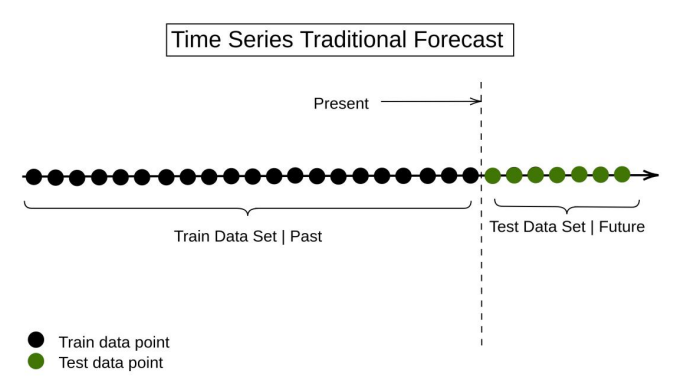 Time Series Traditional Forecast
Present
Train Data Set | Past
Test Data Set | Future
Train data point
Test data point